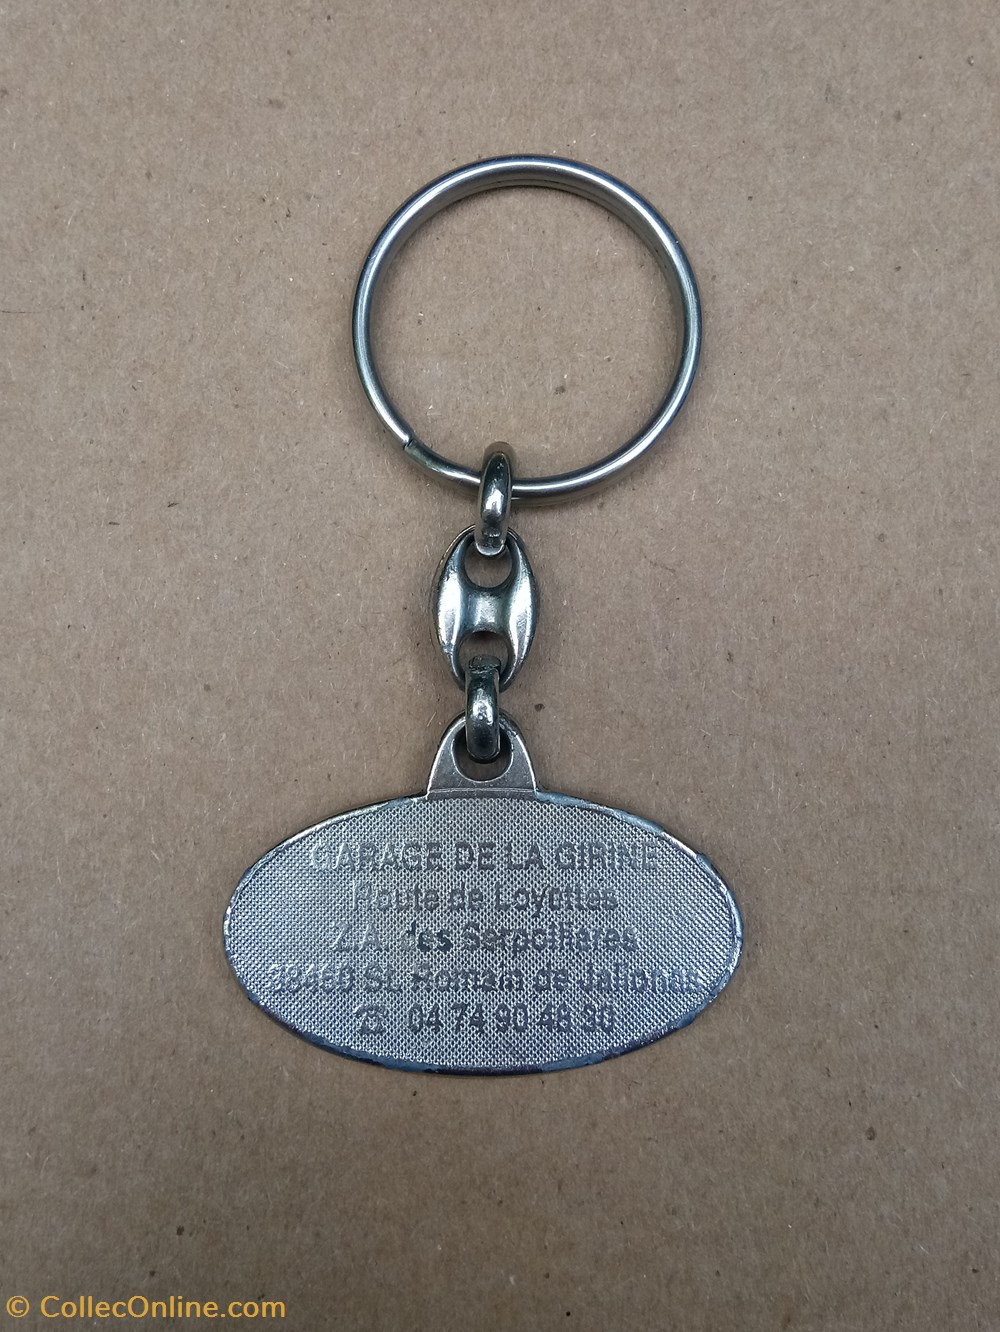 GARAGE DE LA GIRINE
Route de Loyettes
Z.A. des Serpollières
38460 St. Romain de Jalionas
☎ 04 74 90 48 30
© CollecOnline.com